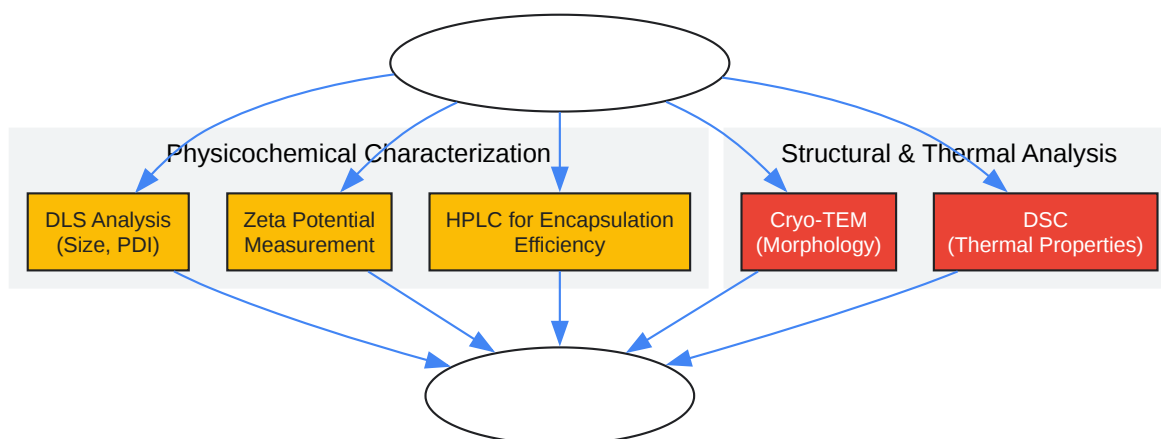 Physicochemical Characterization
Structural & Thermal Analysis
DLS Analysis
(Size, PDI)
Zeta Potential
Measurement
HPLC for Encapsulation
Efficiency
Cryo-TEM
(Morphology)
DSC
(Thermal Properties)